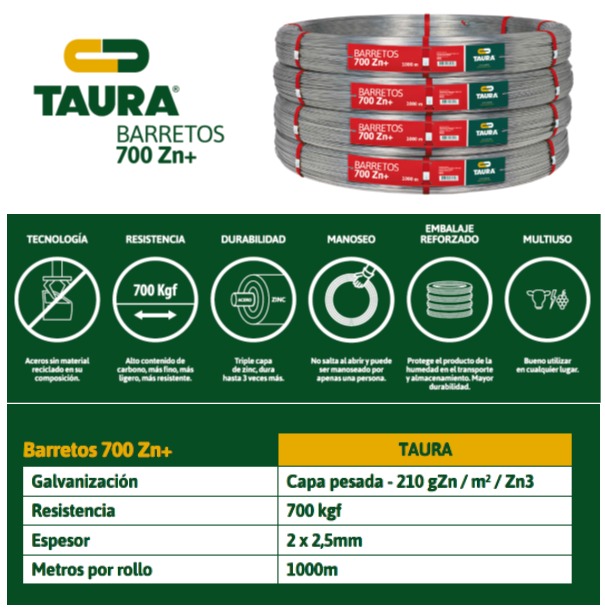 TAURA®
BARRETOS
700 Zn+
BARRETOS
700 Zn+
1000 m
TAURA
BARRETOS
700 Zn+
1000 m
TAURA
BARRETOS
700 Zn+
1000 m
TAURA
BARRETOS
700 Zn+
1000 m
TAURA
TECNOLOGÍA
Aceros sin material
reciclado en su
composición.
RESISTENCIA
700 Kgf
Alto contenido de
carbono, más fino, más
ligero, más resistente.
DURABILIDAD
ACERO
ZINC
Triple capa
de zinc, dura
hasta 3 veces más.
MANOSEO
No salta al abrir y puede
ser manoseado por
apenas una persona.
EMBALAJE
REFORZADO
Protege el producto de la
humedad en el transporte
y almacenamiento. Mayor
durabilidad.
MULTIUSO
Bueno utilizar
en cualquier lugar.
Barretos 700 Zn+ TAURA
Galvanización Capa pesada - 210 gZn / m² / Zn3
Resistencia 700 kgf
Espesor 2 x 2,5mm
Metros por rollo 1000m